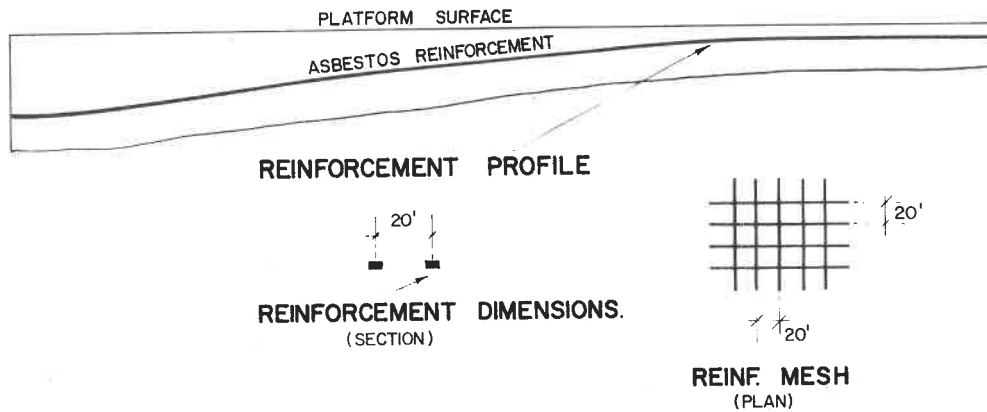 PLATFORM SURFACE
ASBESTOS REINFORCEMENT
REINFORCEMENT PROFILE
20'
20'
REINFORCEMENT DIMENSIONS.
(SECTION)
20'
REINF. MESH
(PLAN)